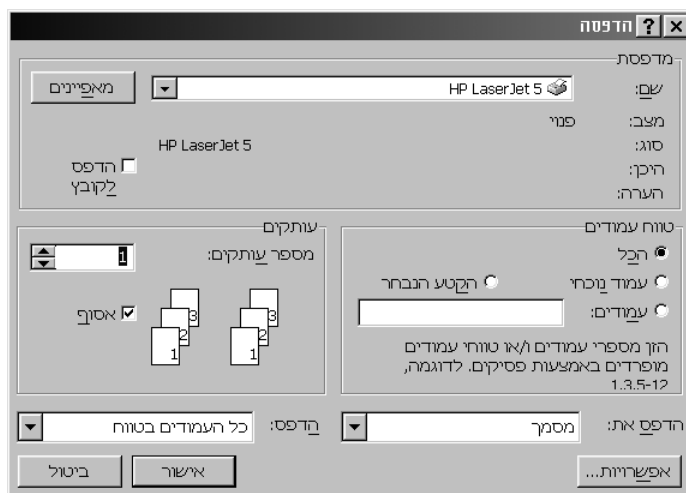 הדפסה
מדפסת
שם: HP LaserJet 5 מאפיינים
מצב: פנוי
סוג: HP LaserJet 5
היכן: הדפס
לקובץ
הערה:
טווח עמודים
הכל
עמוד נוכחי הקטע הנבחר
עמודים:
הזן מספרי עמודים ו/או טווחי עמודים
מופרדים באמצעות פסיקים. לדוגמה,
1,3,5-12
עותקים
מספר עותקים: 1
אסוף
3 3
2 2
1 1
הדפס את: מסמך
הדפס: כל העמודים בטווח
אפשרויות...
אישור
ביטול